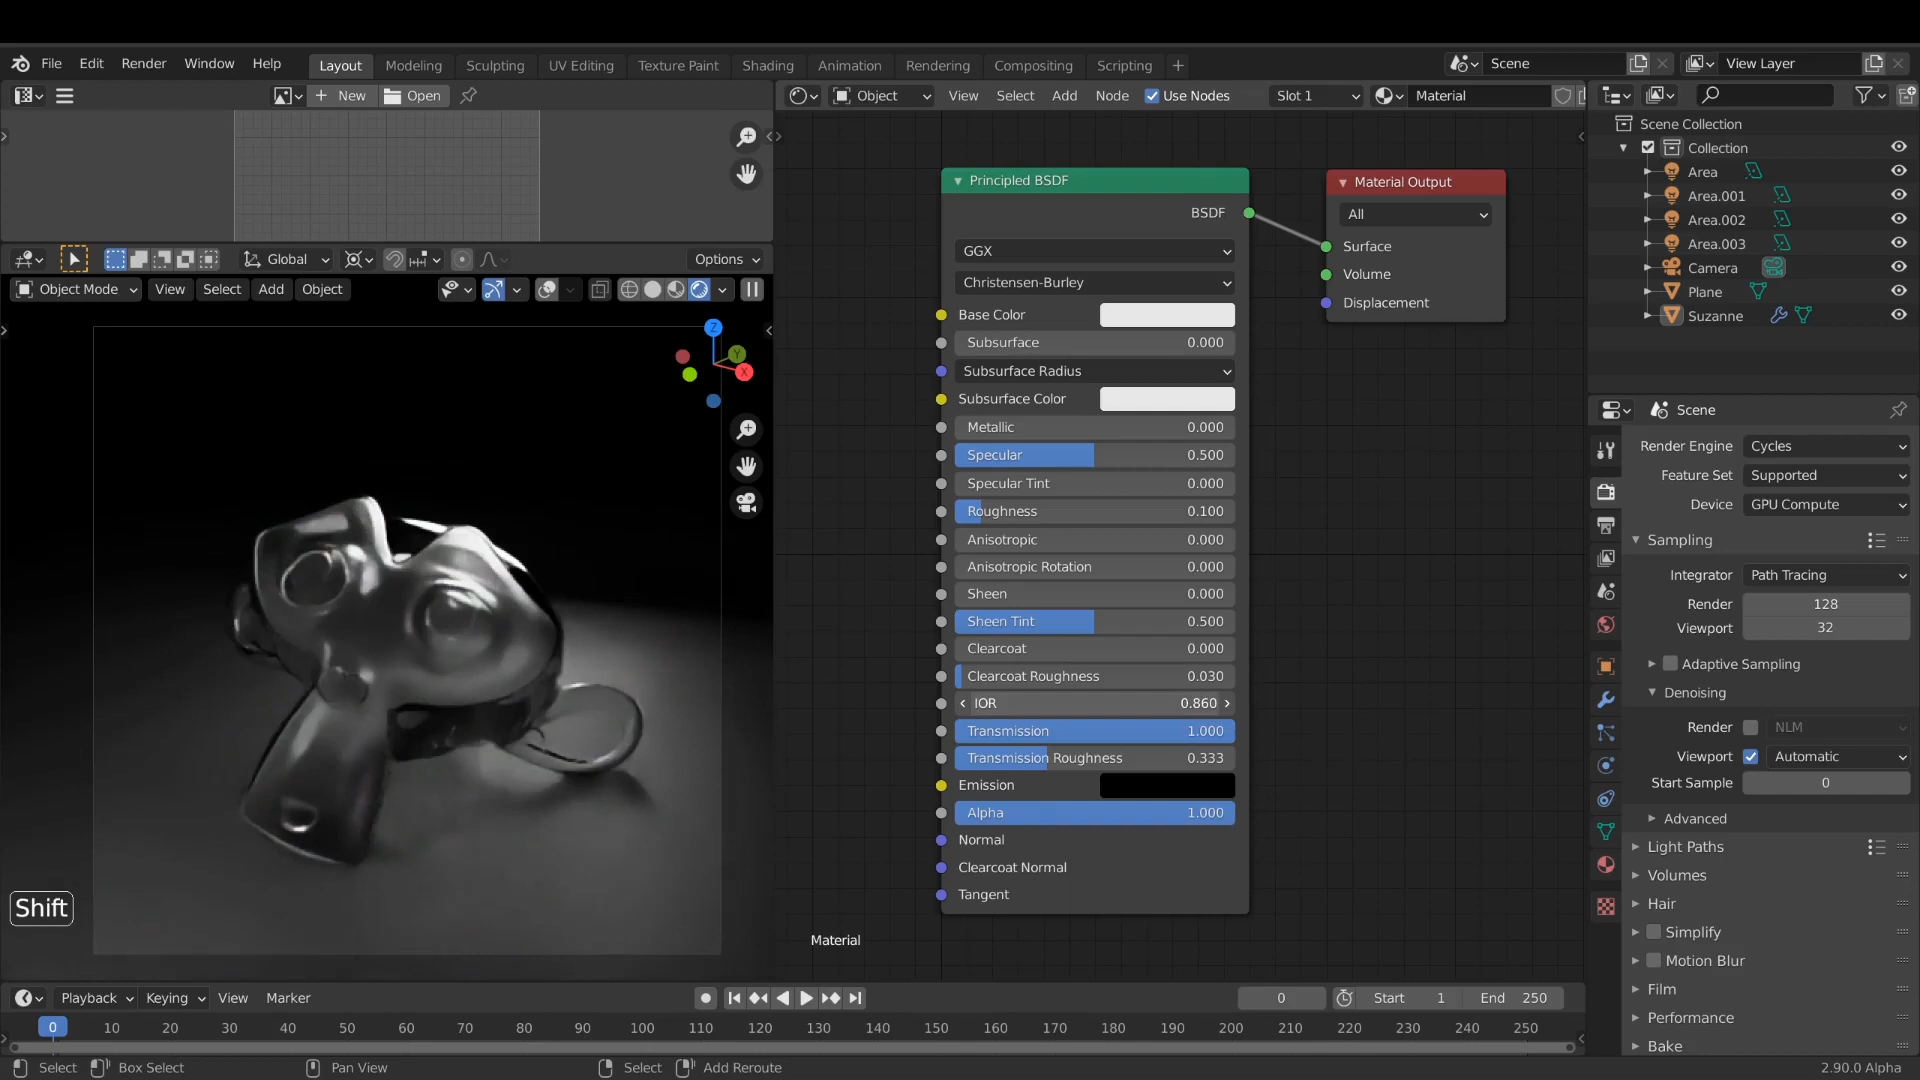 File Edit Render Window Help Layout Modeling Sculpting UV Editing Texture Paint Shading Animation Rendering Compositing Scripting + Scene View Layer
New Open Object View Select Add Node Use Nodes Slot 1 Material
Scene Collection
Collection
Area
Area.001
Area.002
Area.003
Camera
Plane
Suzanne
Global Options
Object Mode View Select Add Object
Z
Y
X
Shift
Principled BSDF
BSDF
GGX
Christensen-Burley
Base Color
Subsurface 0.000
Subsurface Radius
Subsurface Color
Metallic 0.000
Specular 0.500
Specular Tint 0.000
Roughness 0.100
Anisotropic 0.000
Anisotropic Rotation 0.000
Sheen 0.000
Sheen Tint 0.500
Clearcoat 0.000
Clearcoat Roughness 0.030
IOR 0.860
Transmission 1.000
Transmission Roughness 0.333
Emission
Alpha 1.000
Normal
Clearcoat Normal
Tangent
Material Output
All
Surface
Volume
Displacement
Material
Scene
Render Engine Cycles
Feature Set Supported
Device GPU Compute
Sampling
Integrator Path Tracing
Render 128
Viewport 32
Adaptive Sampling
Denoising
Render NLM
Viewport Automatic
Start Sample 0
Advanced
Light Paths
Volumes
Hair
Simplify
Motion Blur
Film
Performance
Bake
Playback Keying View Marker 0 Start 1 End 250
0 10 20 30 40 50 60 70 80 90 100 110 120 130 140 150 160 170 180 190 200 210 220 230 240 250
Select Box Select Pan View Select Add Reroute 2.90.0 Alpha